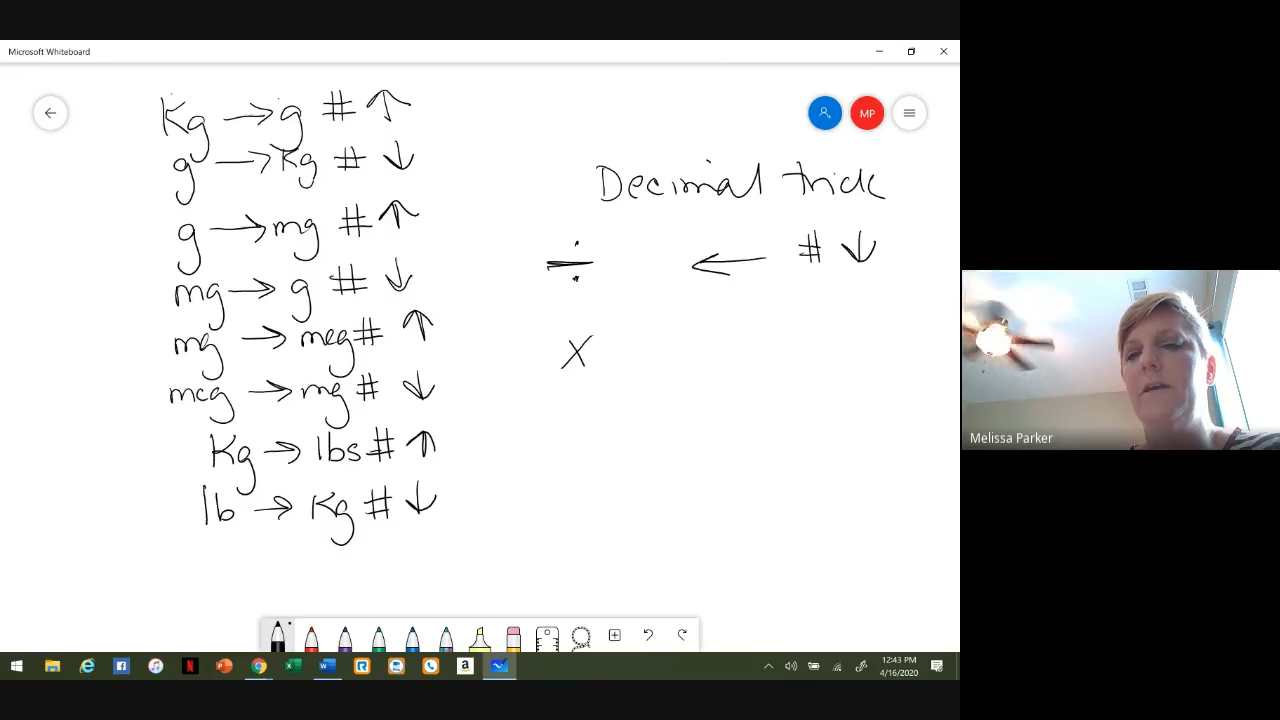 Microsoft Whiteboard
MP
Kg → g # ↑
g → Kg # ↓
g → mg # ↑
mg → g # ↓
mg → mcg # ↑
mcg → mg # ↓
Kg → lbs # ↑
lb → Kg # ↓
Decimal trick
÷ ← # ↓
X
Melissa Parker
12:43 PM
4/16/2020